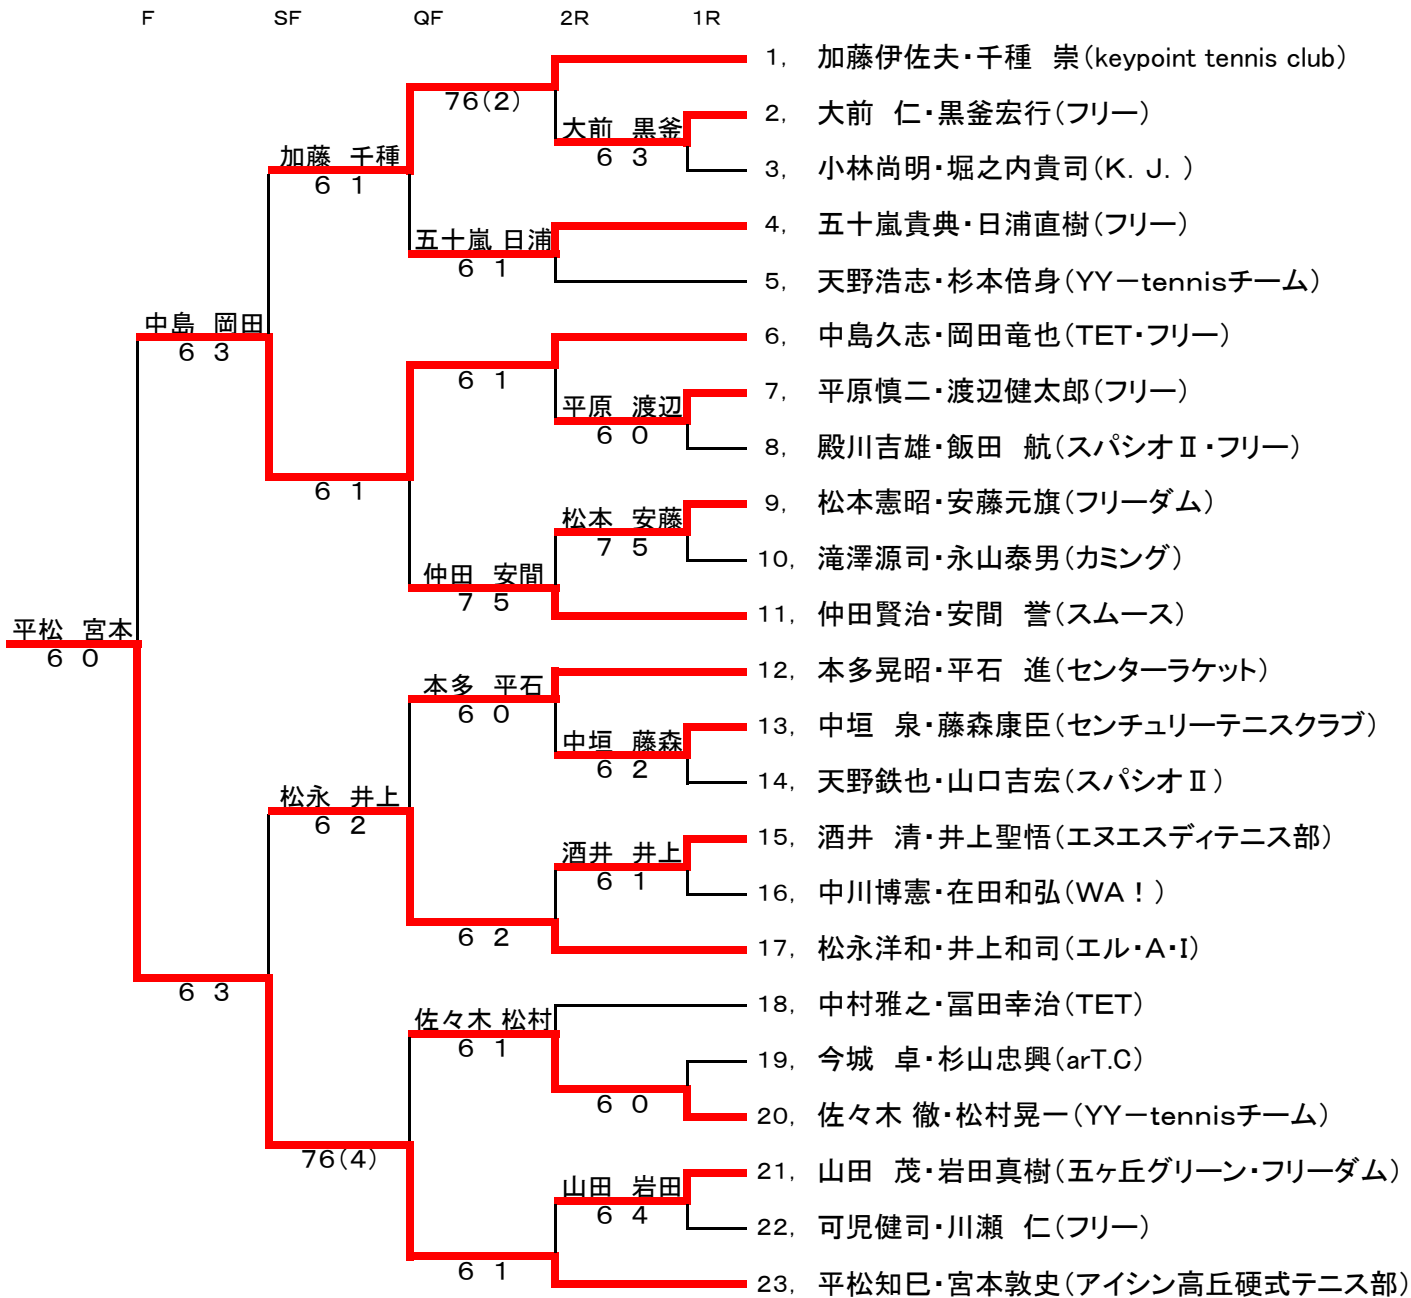 F SF QF 2R 1R
1, 加藤伊佐夫・千種 崇(keypoint tennis club)
76(2)
2, 大前 仁・黒釜宏行(フリー)
大前 黒釜
6 3
加藤 千種
6 1
3, 小林尚明・堀之内貴司(K. J. )
4, 五十嵐貴典・日浦直樹(フリー)
五十嵐 日浦
6 1
5, 天野浩志・杉本倍身(YY-tennisチーム)
中島 岡田
6 3
6, 中島久志・岡田竜也(TET・フリー)
6 1
7, 平原慎二・渡辺健太郎(フリー)
平原 渡辺
6 0
8, 殿川吉雄・飯田 航(スパシオⅡ・フリー)
6 1
9, 松本憲昭・安藤元旗(フリーダム)
松本 安藤
7 5
10, 滝澤源司・永山泰男(カミング)
仲田 安間
7 5
11, 仲田賢治・安間 誉(スムース)
平松 宮本
6 0
12, 本多晃昭・平石 進(センターラケット)
本多 平石
6 0
13, 中垣 泉・藤森康臣(センチュリーテニスクラブ)
中垣 藤森
6 2
14, 天野鉄也・山口吉宏(スパシオⅡ)
松永 井上
6 2
15, 酒井 清・井上聖悟(エヌエスディテニス部)
酒井 井上
6 1
16, 中川博憲・在田和弘(WA!)
6 2
17, 松永洋和・井上和司(エル・A・I)
6 3
18, 中村雅之・冨田幸治(TET)
佐々木 松村
6 1
19, 今城 卓・杉山忠興(arT.C)
6 0
20, 佐々木 徹・松村晃一(YY-tennisチーム)
76(4)
21, 山田 茂・岩田真樹(五ヶ丘グリーン・フリーダム)
山田 岩田
6 4
22, 可児健司・川瀬 仁(フリー)
6 1
23, 平松知巳・宮本敦史(アイシン高丘硬式テニス部)